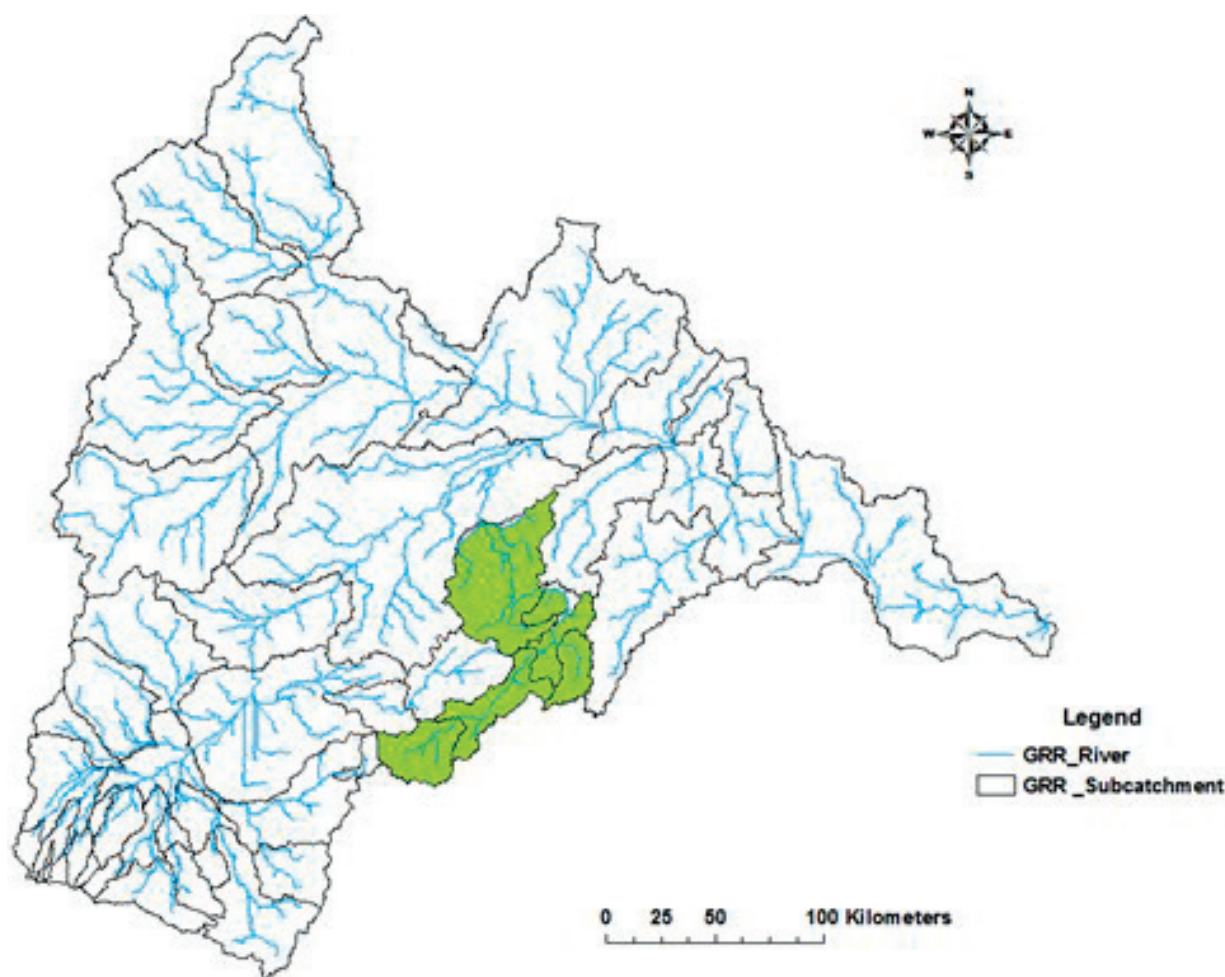 N
W E
S
Legend
GRR_River
GRR _Subcatchment
0 25 50 100 Kilometers